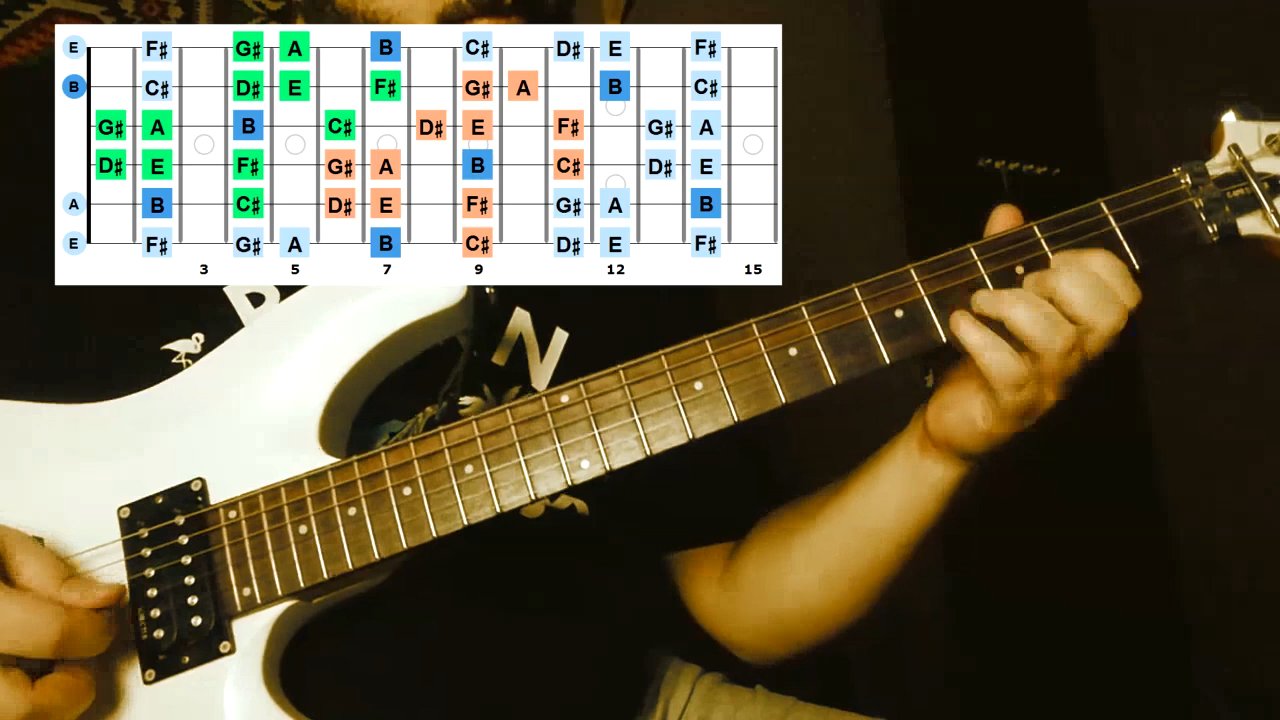 E F♯ G♯ A B C♯ D♯ E F♯
B C♯ D♯ E F♯ G♯ A B C♯
G♯ A B C♯ D♯ E F♯ G♯ A
D♯ E F♯ G♯ A B C♯ D♯ E
A B C♯ D♯ E F♯ G♯ A B
E F♯ G♯ A B C♯ D♯ E F♯
3 5 7 9 12 15
N